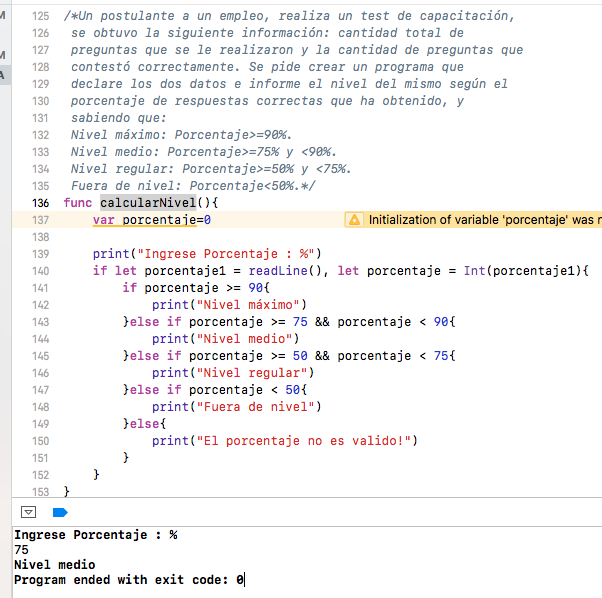 M
125 /*Un postulante a un empleo, realiza un test de capacitación,
126 se obtuvo la siguiente información: cantidad total de
127 preguntas que se le realizaron y la cantidad de preguntas que
M
128 contestó correctamente. Se pide crear un programa que
A
129 declare los dos datos e informe el nivel del mismo según el
130 porcentaje de respuestas correctas que ha obtenido, y
131 sabiendo que:
132 Nivel máximo: Porcentaje>=90%.
133 Nivel medio: Porcentaje>=75% y <90%.
134 Nivel regular: Porcentaje>=50% y <75%.
135 Fuera de nivel: Porcentaje<50%.*/
136 func calcularNivel(){
137 var porcentaje=0 Initialization of variable 'porcentaje' was
138
139 print("Ingrese Porcentaje : %")
140 if let porcentaje1 = readLine(), let porcentaje = Int(porcentaje1){
141 if porcentaje >= 90{
142 print("Nivel máximo")
143 }else if porcentaje >= 75 && porcentaje < 90{
144 print("Nivel medio")
145 }else if porcentaje >= 50 && porcentaje < 75{
146 print("Nivel regular")
147 }else if porcentaje < 50{
148 print("Fuera de nivel")
149 }else{
150 print("El porcentaje no es valido!")
151 }
152 }
153 }
Ingrese Porcentaje : %
75
Nivel medio
Program ended with exit code: 0